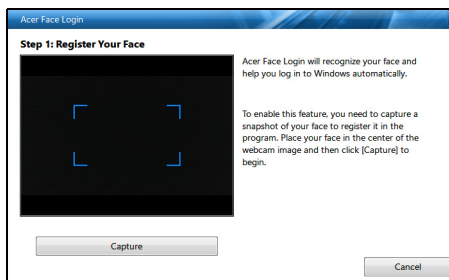 Acer Face Login
Step 1: Register Your Face
Acer Face Login will recognize your face and
help you log in to Windows automatically.
To enable this feature, you need to capture a
snapshot of your face to register it in the
program. Place your face in the center of the
webcam image and then click [Capture] to
begin.
Capture
Cancel